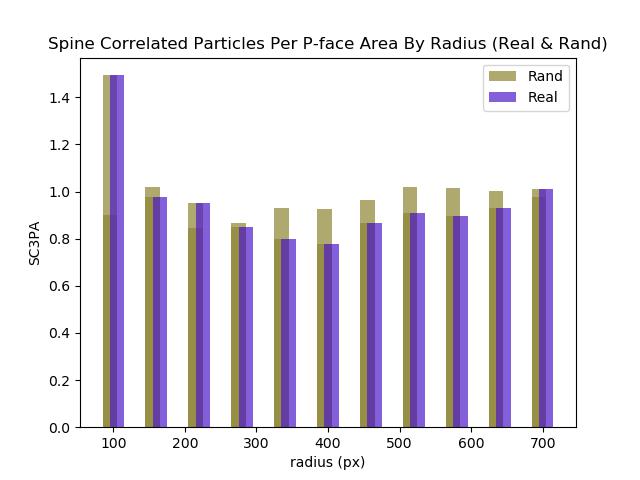 Spine Correlated Particles Per P-face Area By Radius (Real & Rand)
Rand
Real
SC3PA
1.4
1.2
1.0
0.8
0.6
0.4
0.2
0.0
100 200 300 400 500 600 700
radius (px)